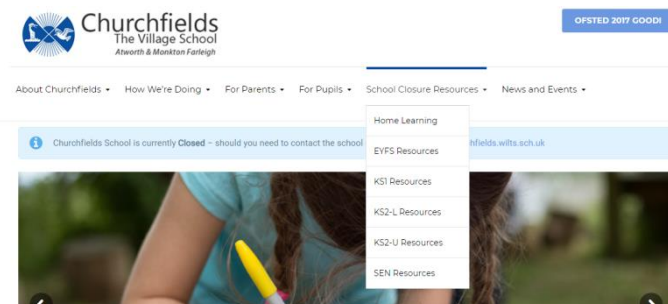 Churchfields
The Village School
Atworth & Monkton Farleigh
OFSTED 2017 GOOD!
About Churchfields
How We're Doing
For Parents
For Pupils
School Closure Resources
News and Events
Home Learning
EYFS Resources
KS1 Resources
KS2-L Resources
KS2-U Resources
SEN Resources
Churchfields School is currently Closed – should you need to contact the school hfields.wilts.sch.uk